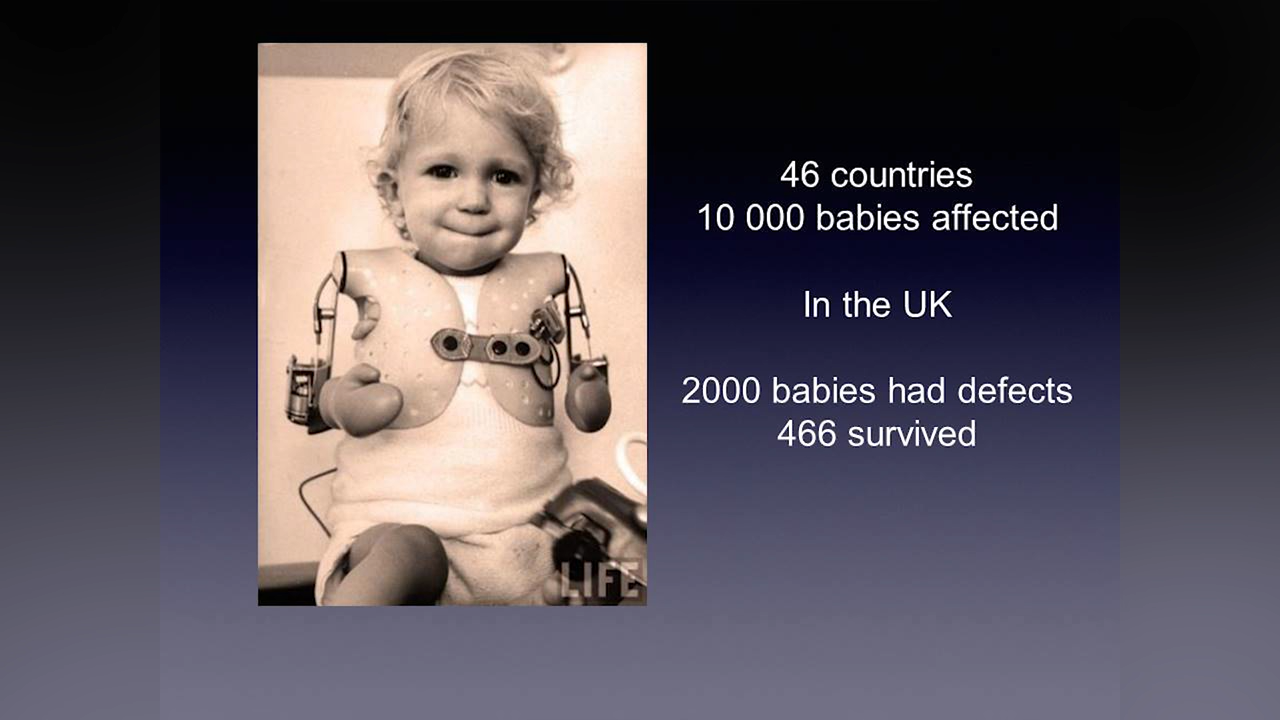 46 countries
10 000 babies affected
In the UK
2000 babies had defects
466 survived
LIFE